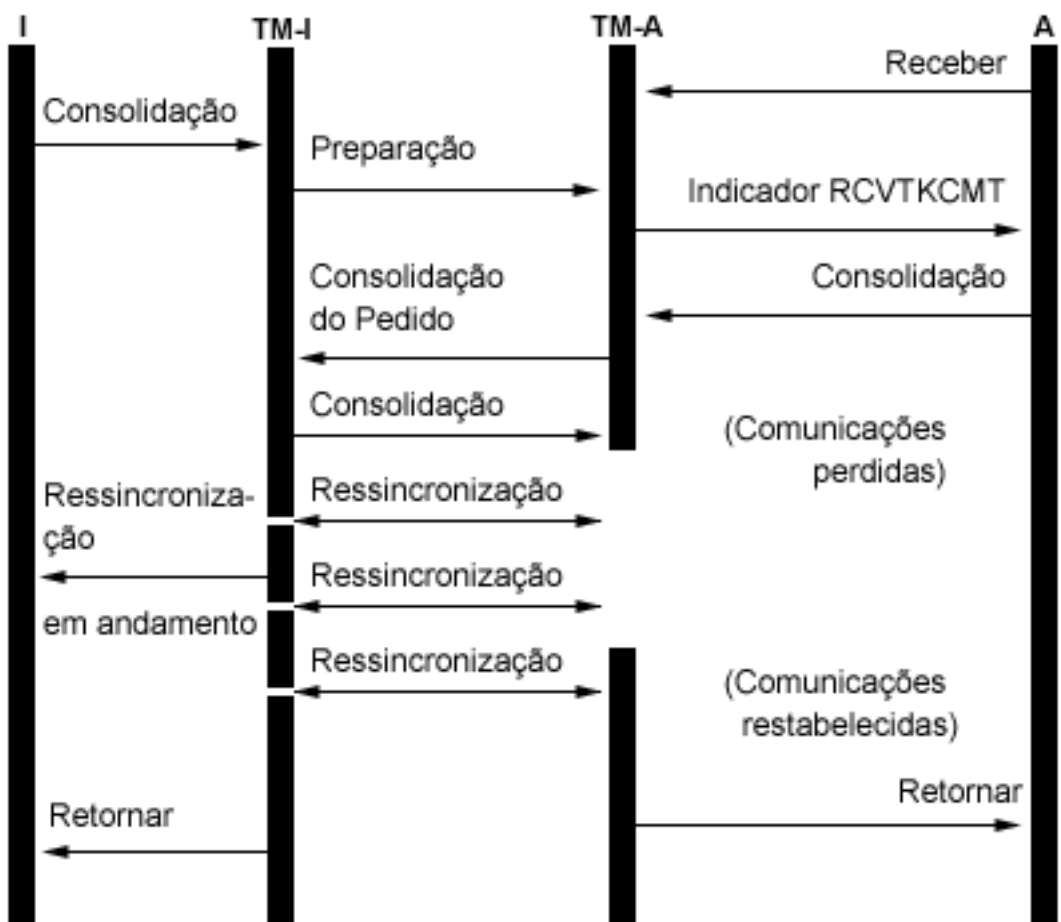 I
TM-I
TM-A
A
Receber
Consolidação
Preparação
Indicador RCVTKCMT
Consolidação
do Pedido
Consolidação
Consolidação
(Comunicações
perdidas)
Ressincroniza-
ção
Ressincronização
Ressincronização
em andamento
Ressincronização
(Comunicações
restabelecidas)
Retornar
Retornar